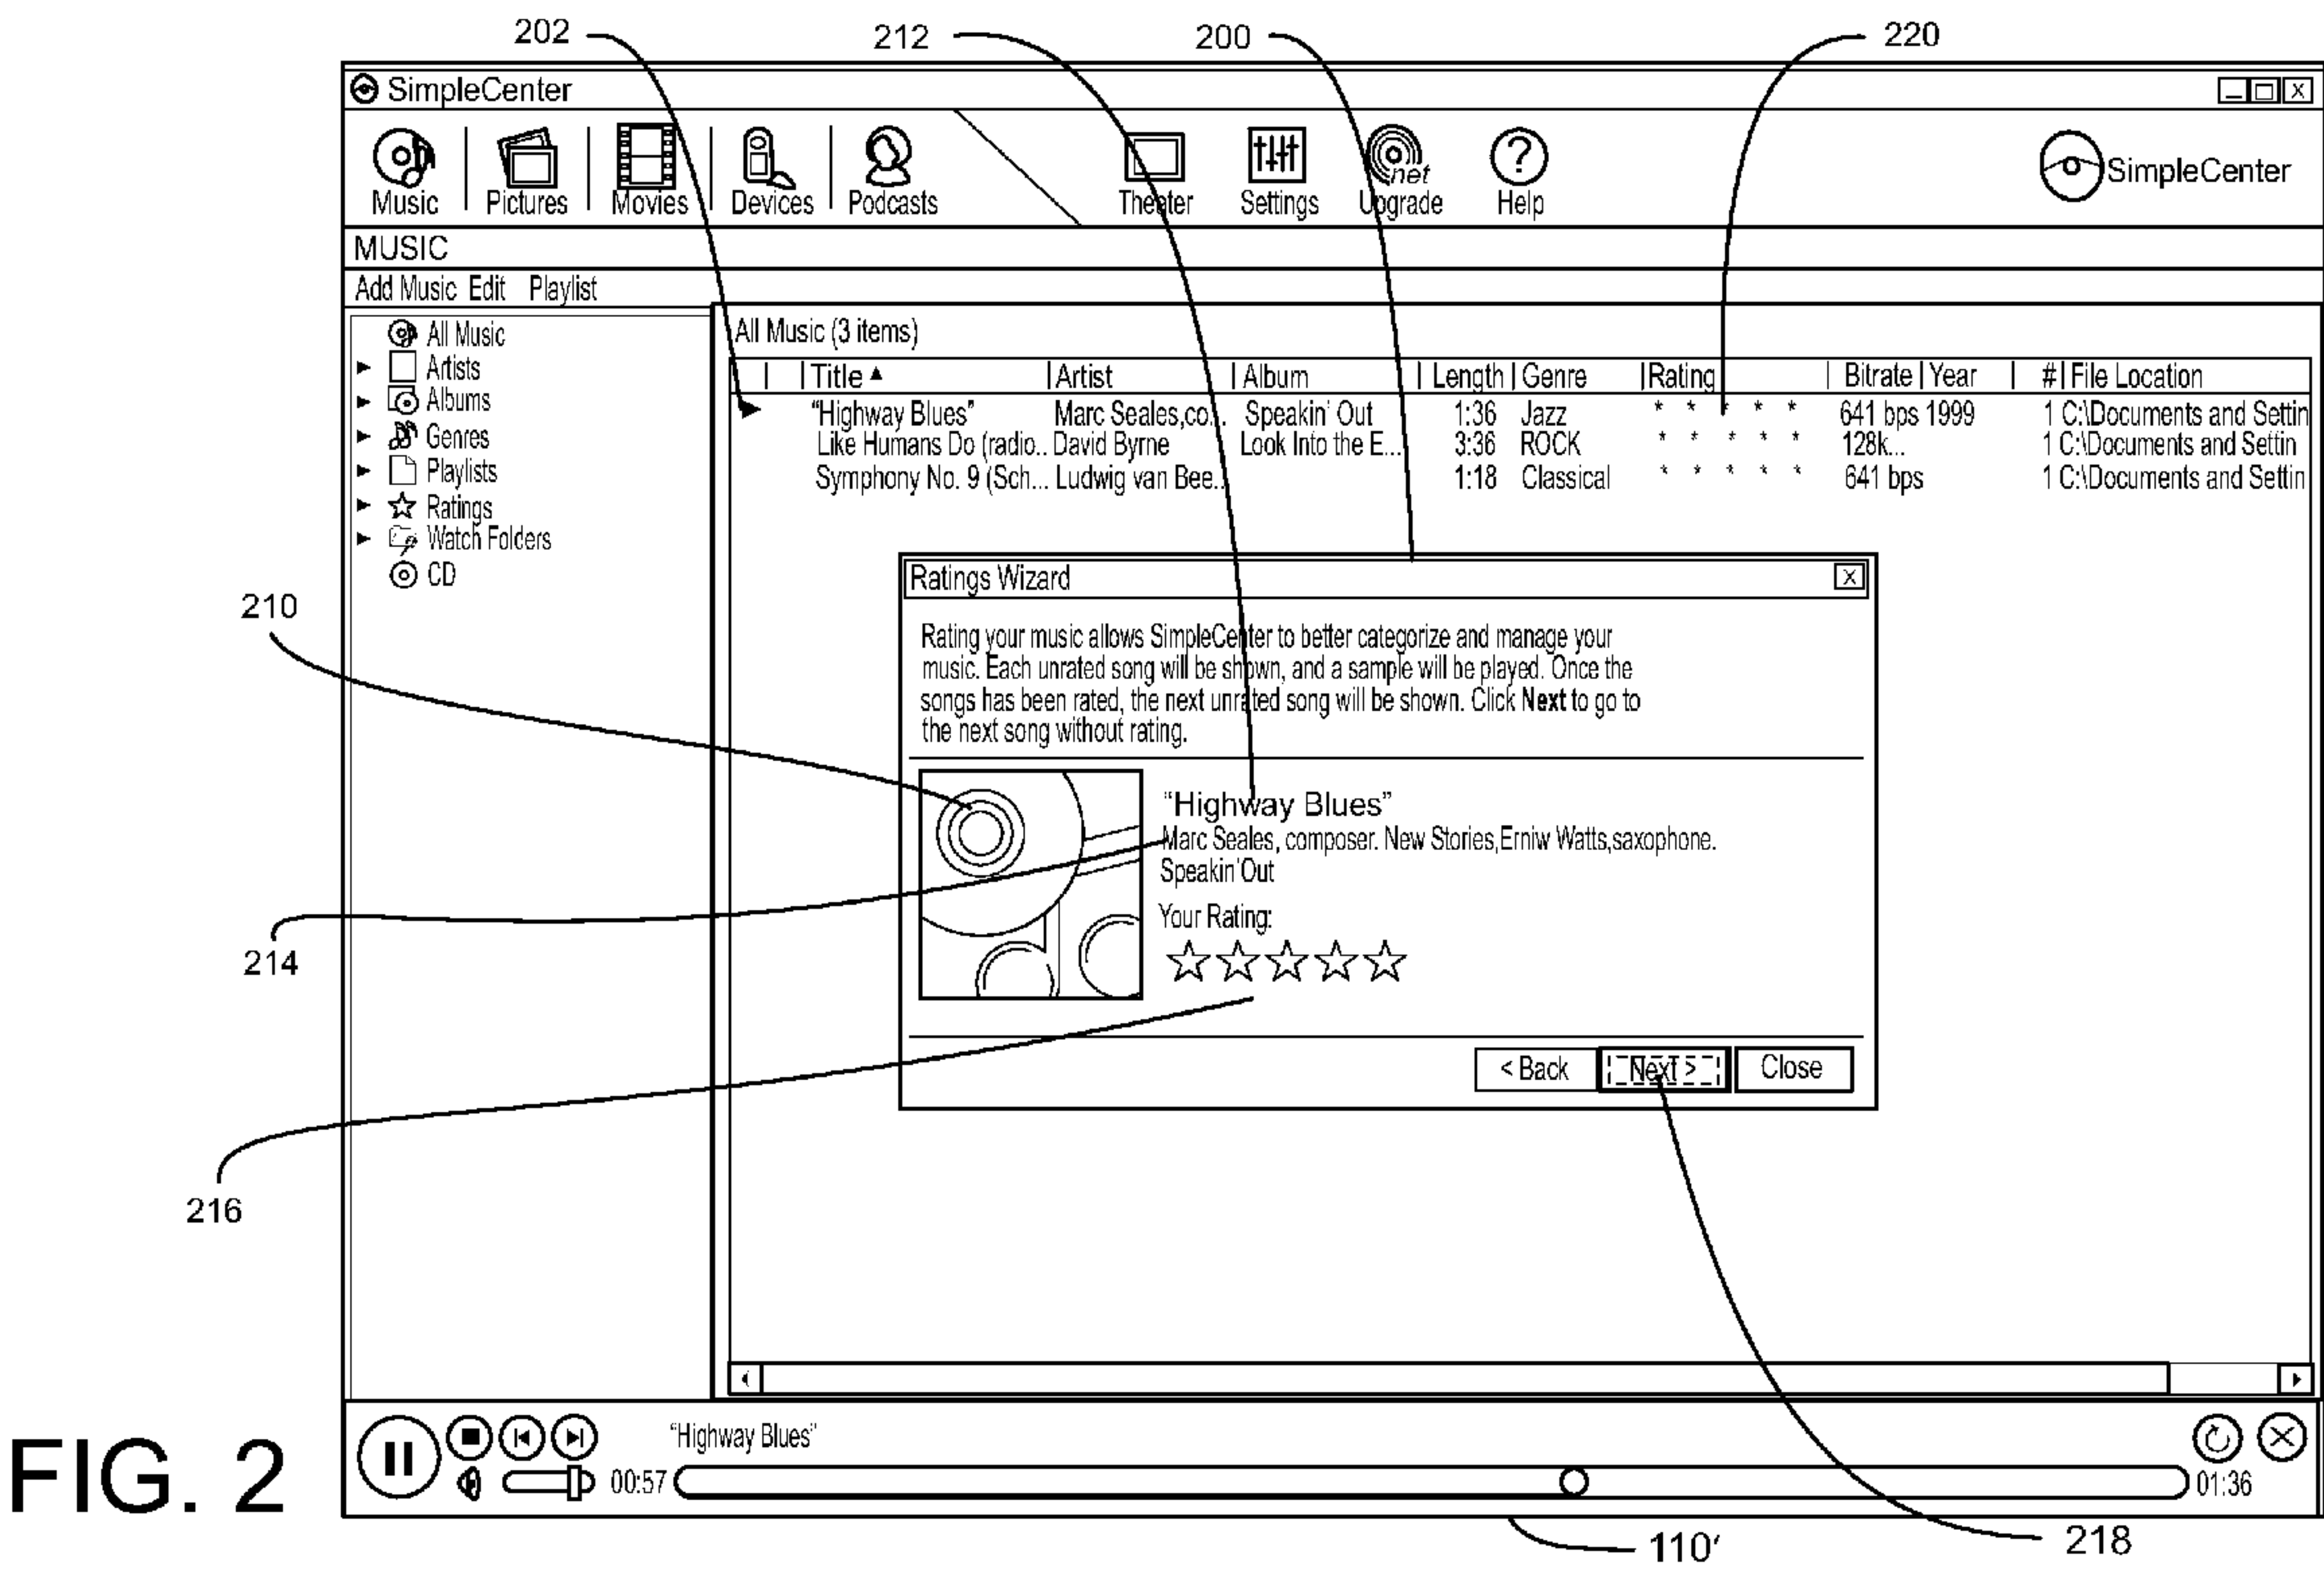 202 212 200 220
SimpleCenter
Music Pictures Movies Devices Podcasts Theater Settings net Upgrade Help SimpleCenter
MUSIC
Add Music Edit Playlist
All Music
Artists
Albums
Genres
Playlists
Ratings
Watch Folders
CD
All Music (3 items)
Title Artist Album Length Genre Rating Bitrate Year # File Location
“Highway Blues” Marc Seales,co.. Speakin' Out 1:36 Jazz * * * * * 641 bps 1999 1 C:\Documents and Settin
Like Humans Do (radio.. David Byrne Look Into the E... 3:36 ROCK * * * * * 128k... 1 C:\Documents and Settin
Symphony No. 9 (Sch... Ludwig van Bee.. 1:18 Classical * * * * * 641 bps 1 C:\Documents and Settin
Ratings Wizard
Rating your music allows SimpleCenter to better categorize and manage your
music. Each unrated song will be shown, and a sample will be played. Once the
songs has been rated, the next unrated song will be shown. Click Next to go to
the next song without rating.
“Highway Blues”
Marc Seales, composer. New Stories,Erniw Watts,saxophone.
Speakin'Out
Your Rating:
< Back Next > Close
210
214
216
“Highway Blues”
00:57 01:36
FIG. 2
110′ 218